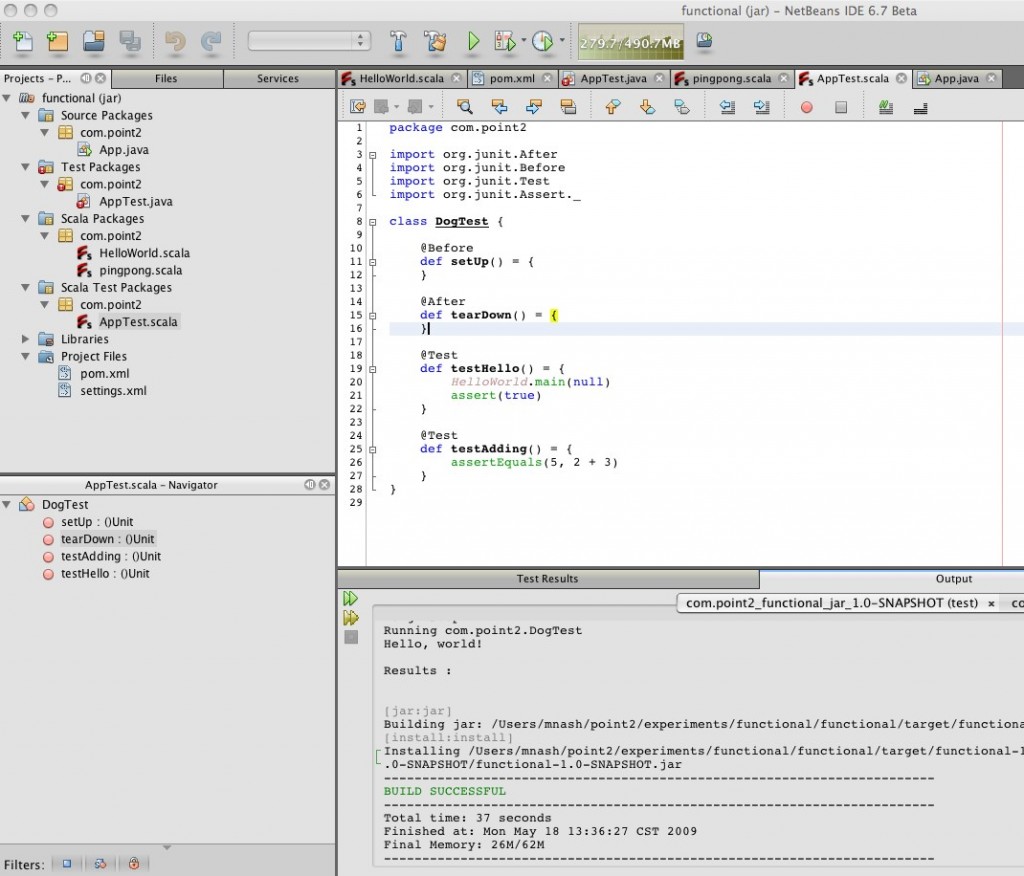 functional (jar) – NetBeans IDE 6.7 Beta
279.7/490.7MB
Projects – P...
Files
Services
HelloWorld.scala
pom.xml
AppTest.java
pingpong.scala
AppTest.scala
App.java
functional (jar)
Source Packages
com.point2
App.java
Test Packages
com.point2
AppTest.java
Scala Packages
com.point2
HelloWorld.scala
pingpong.scala
Scala Test Packages
com.point2
AppTest.scala
Libraries
Project Files
pom.xml
settings.xml
AppTest.scala – Navigator
DogTest
setUp : ()Unit
tearDown : ()Unit
testAdding : ()Unit
testHello : ()Unit
Filters:
1 package com.point2
2
3 import org.junit.After
4 import org.junit.Before
5 import org.junit.Test
6 import org.junit.Assert._
7
8 class DogTest {
9
10 @Before
11 def setUp() = {
12 }
13
14 @After
15 def tearDown() = {
16 }
17
18 @Test
19 def testHello() = {
20 HelloWorld.main(null)
21 assert(true)
22 }
23
24 @Test
25 def testAdding() = {
26 assertEquals(5, 2 + 3)
27 }
28 }
29
Test Results
Output
com.point2_functional_jar_1.0-SNAPSHOT (test) ×
co
Running com.point2.DogTest
Hello, world!
Results :
[jar:jar]
Building jar: /Users/mnash/point2/experiments/functional/functional/target/functiona
[install:install]
Installing /Users/mnash/point2/experiments/functional/functional/target/functional-1
.0-SNAPSHOT/functional-1.0-SNAPSHOT.jar
------------------------------------------------------------------------
BUILD SUCCESSFUL
------------------------------------------------------------------------
Total time: 37 seconds
Finished at: Mon May 18 13:36:27 CST 2009
Final Memory: 26M/62M
------------------------------------------------------------------------